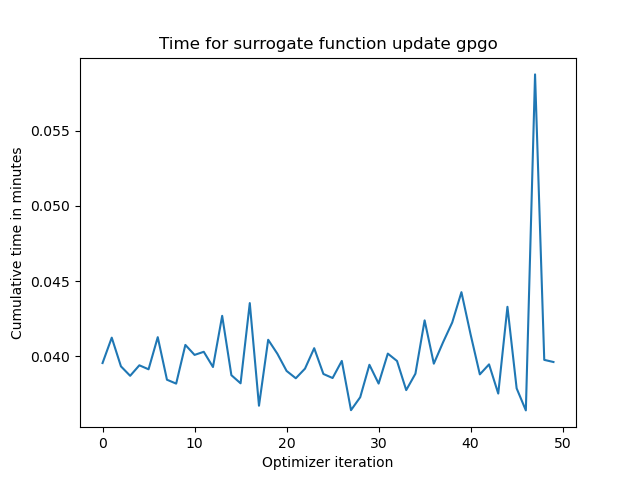 Time for surrogate function update gpgo
Cumulative time in minutes
0.055
0.050
0.045
0.040
0 10 20 30 40 50
Optimizer iteration